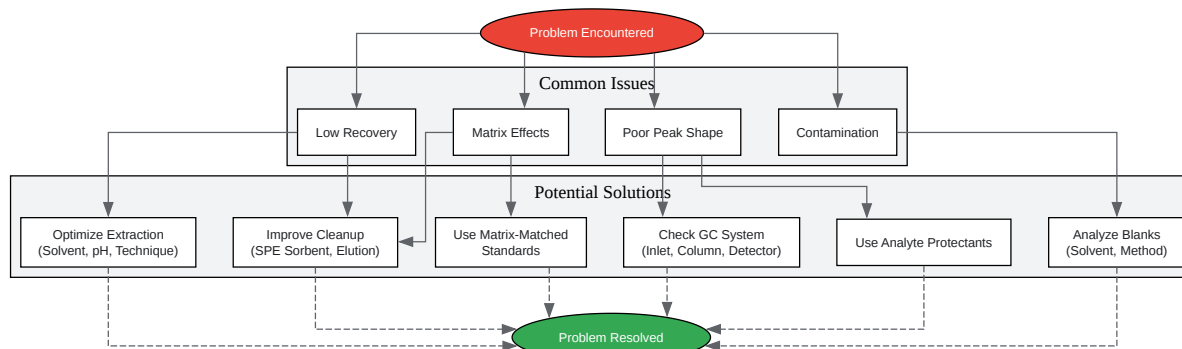 Problem Encountered
Common Issues
Low Recovery
Matrix Effects
Poor Peak Shape
Contamination
Potential Solutions
Optimize Extraction
(Solvent, pH, Technique)
Improve Cleanup
(SPE Sorbent, Elution)
Use Matrix-Matched
Standards
Check GC System
(Inlet, Column, Detector)
Use Analyte Protectants
Analyze Blanks
(Solvent, Method)
Problem Resolved